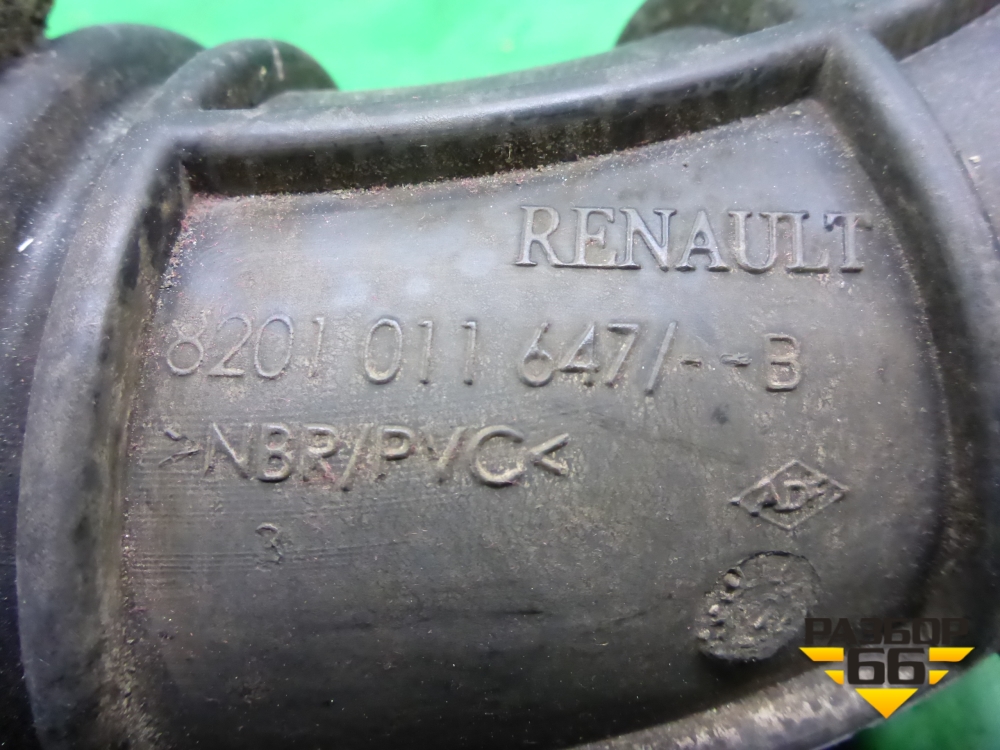 RENAULT
8201 011 647/---B
>NBR/PVC<
3
РАЗБОР
66